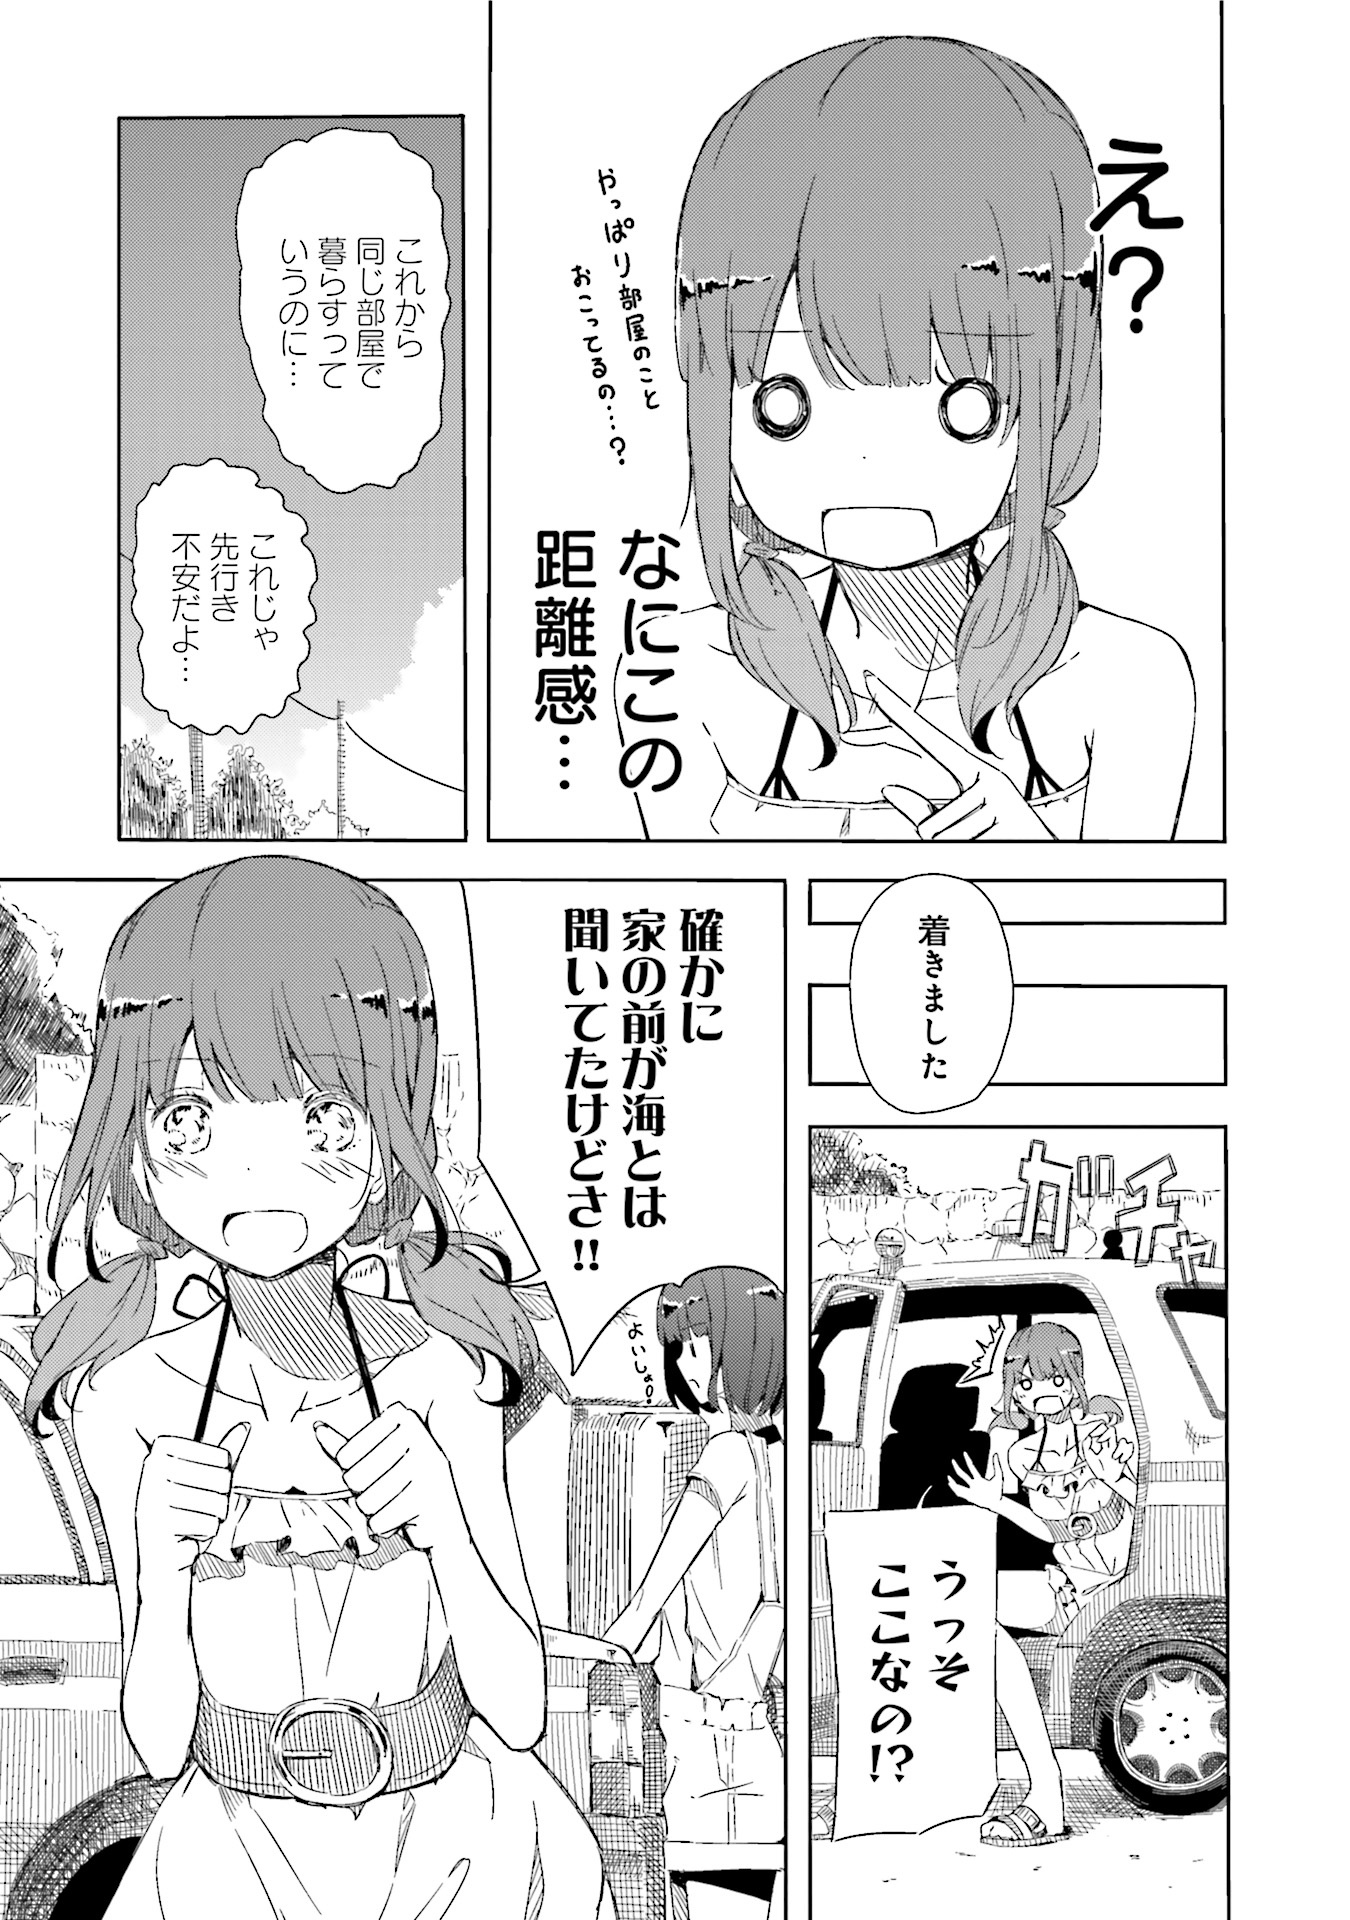 え?
やっぱり部屋のこと
おこってるの…?
なにこの
距離感…
これから
同じ部屋で
暮らすって
いうのに…
これじゃ
先行き
不安だよ…
着きました
ガチャ
うっそ
ここなの!?
確かに
家の前が海とは
聞いてたけどさ!!
よいしょ